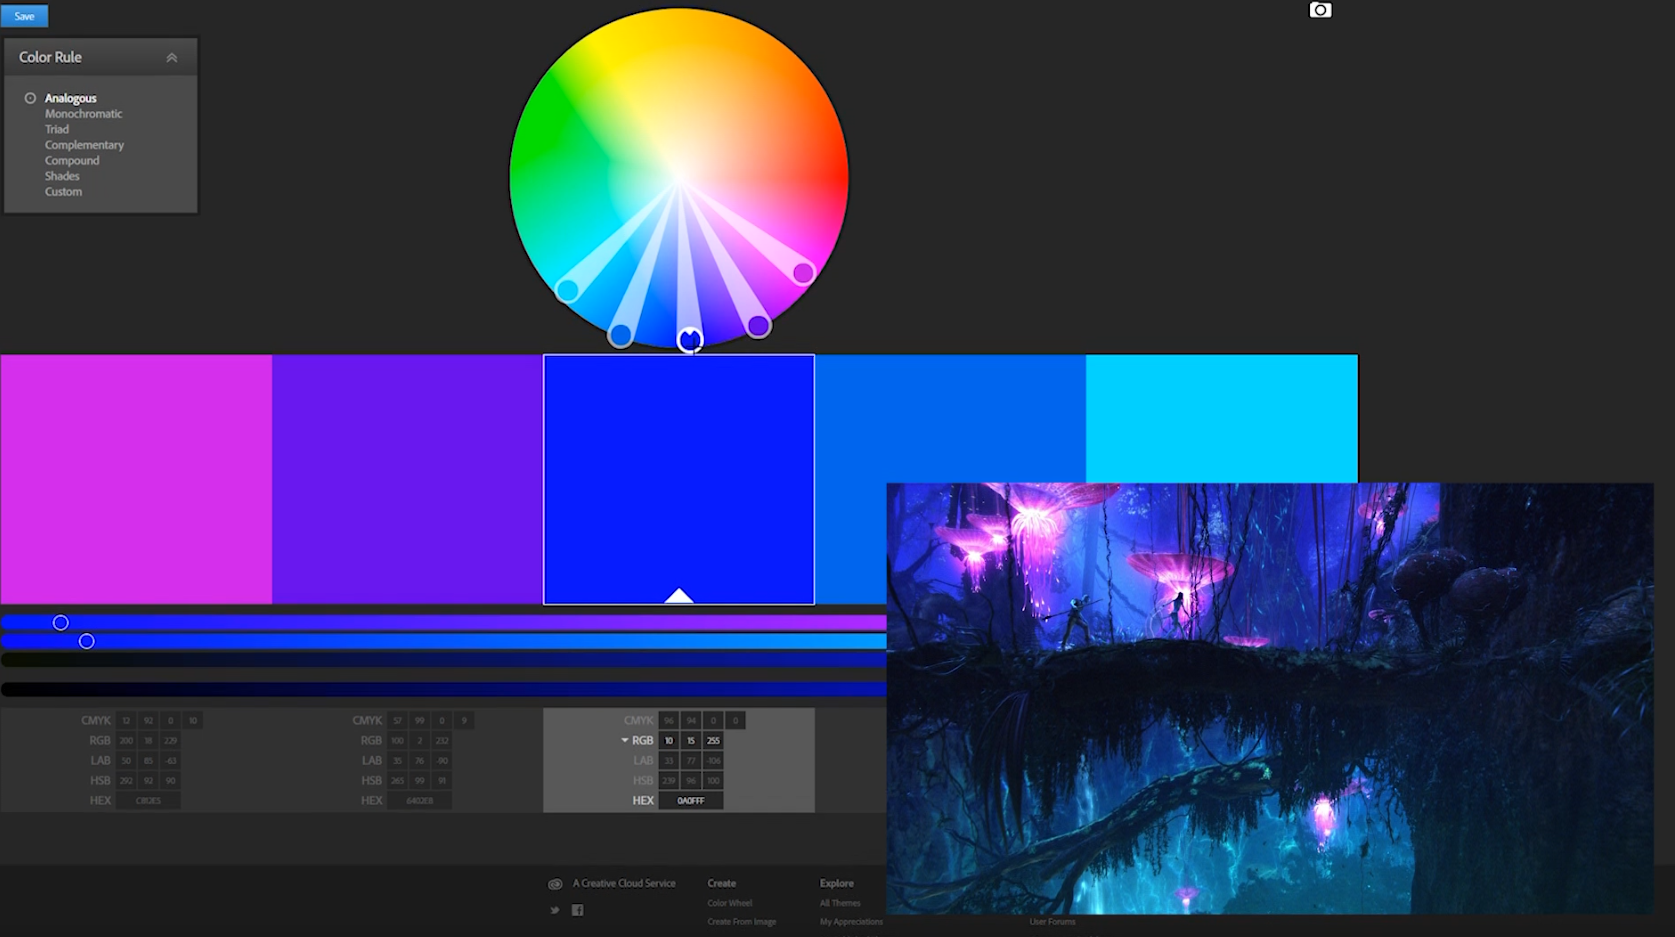 Save
Color Rule
Analogous
Monochromatic
Triad
Complementary
Compound
Shades
Custom
CMYK 12 92 0 10
RGB 200 18 229
LAB 50 85 -63
HSB 292 92 90
HEX C812E5
CMYK 57 99 0 9
RGB 100 2 232
LAB 35 76 -90
HSB 265 99 91
HEX 6402E8
CMYK 96 94 0 0
RGB 10 15 255
LAB 33 77 -106
HSB 239 96 100
HEX 0A0FFF
A Creative Cloud Service
Create
Color Wheel
Create From Image
Explore
All Themes
My Appreciations
User Forums